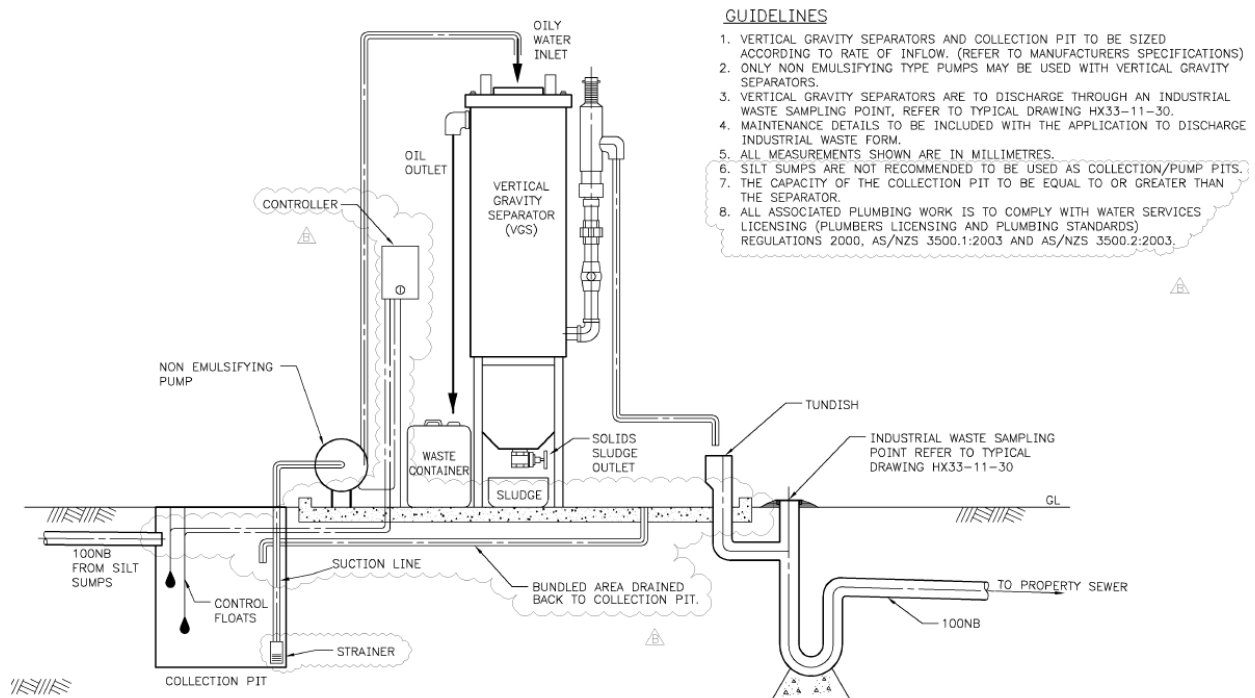 GUIDELINES
1. VERTICAL GRAVITY SEPARATORS AND COLLECTION PIT TO BE SIZED
ACCORDING TO RATE OF INFLOW. (REFER TO MANUFACTURERS SPECIFICATIONS)
2. ONLY NON EMULSIFYING TYPE PUMPS MAY BE USED WITH VERTICAL GRAVITY
SEPARATORS.
3. VERTICAL GRAVITY SEPARATORS ARE TO DISCHARGE THROUGH AN INDUSTRIAL
WASTE SAMPLING POINT, REFER TO TYPICAL DRAWING HX33-11-30.
4. MAINTENANCE DETAILS TO BE INCLUDED WITH THE APPLICATION TO DISCHARGE
INDUSTRIAL WASTE FORM.
5. ALL MEASUREMENTS SHOWN ARE IN MILLIMETRES.
6. SILT SUMPS ARE NOT RECOMMENDED TO BE USED AS COLLECTION/PUMP PITS.
7. THE CAPACITY OF THE COLLECTION PIT TO BE EQUAL TO OR GREATER THAN
THE SEPARATOR.
8. ALL ASSOCIATED PLUMBING WORK IS TO COMPLY WITH WATER SERVICES
LICENSING (PLUMBERS LICENSING AND PLUMBING STANDARDS)
REGULATIONS 2000, AS/NZS 3500.1:2003 AND AS/NZS 3500.2:2003.
B
OILY
WATER
INLET
OIL
OUTLET
VERTICAL
GRAVITY
SEPARATOR
(VGS)
CONTROLLER
B
NON EMULSIFYING
PUMP
WASTE
CONTAINER
SOLIDS
SLUDGE
OUTLET
SLUDGE
TUNDISH
INDUSTRIAL WASTE SAMPLING
POINT REFER TO TYPICAL
DRAWING HX33-11-30
GL
100NB
FROM SILT
SUMPS
CONTROL
FLOATS
SUCTION LINE
STRAINER
COLLECTION PIT
BUNDLED AREA DRAINED
BACK TO COLLECTION PIT.
B
TO PROPERTY SEWER
100NB